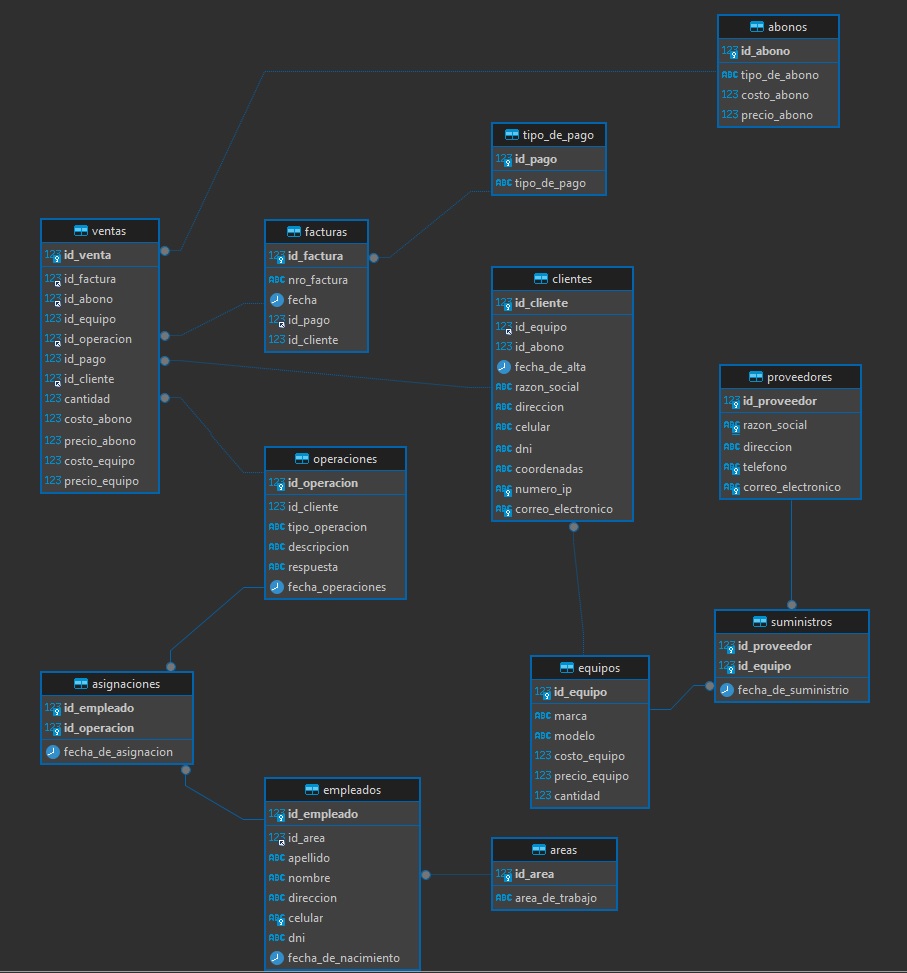 abonos
123 id_abono
ABC tipo_de_abono
123 costo_abono
123 precio_abono
tipo_de_pago
123 id_pago
ABC tipo_de_pago
ventas
123 id_venta
123 id_factura
123 id_abono
123 id_equipo
123 id_operacion
123 id_pago
123 id_cliente
123 cantidad
123 costo_abono
123 precio_abono
123 costo_equipo
123 precio_equipo
facturas
123 id_factura
ABC nro_factura
fecha
123 id_pago
123 id_cliente
clientes
123 id_cliente
123 id_equipo
123 id_abono
fecha_de_alta
ABC razon_social
ABC direccion
ABC celular
ABC dni
ABC coordenadas
ABC numero_ip
ABC correo_electronico
proveedores
123 id_proveedor
ABC razon_social
ABC direccion
ABC telefono
ABC correo_electronico
operaciones
123 id_operacion
123 id_cliente
ABC tipo_operacion
ABC descripcion
ABC respuesta
fecha_operaciones
suministros
123 id_proveedor
123 id_equipo
fecha_de_suministro
equipos
123 id_equipo
ABC marca
ABC modelo
123 costo_equipo
123 precio_equipo
123 cantidad
asignaciones
123 id_empleado
123 id_operacion
fecha_de_asignacion
empleados
123 id_empleado
123 id_area
ABC apellido
ABC nombre
ABC direccion
ABC celular
ABC dni
fecha_de_nacimiento
areas
123 id_area
ABC area_de_trabajo